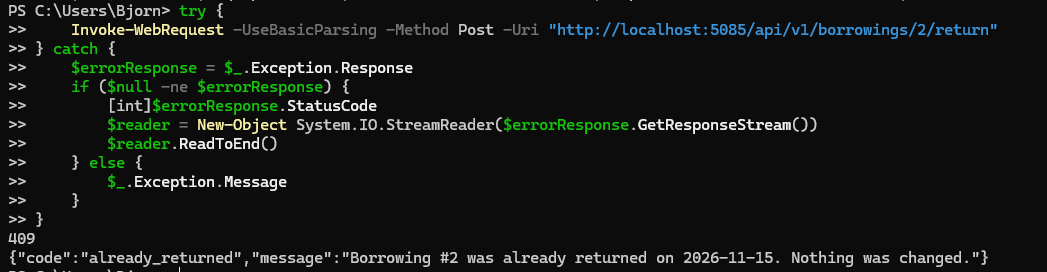 PS C:\Users\Bjorn> try {
>>     Invoke-WebRequest -UseBasicParsing -Method Post -Uri "http://localhost:5085/api/v1/borrowings/2/return"
>> } catch {
>>     $errorResponse = $_.Exception.Response
>>     if ($null -ne $errorResponse) {
>>         [int]$errorResponse.StatusCode
>>         $reader = New-Object System.IO.StreamReader($errorResponse.GetResponseStream())
>>         $reader.ReadToEnd()
>>     } else {
>>         $_.Exception.Message
>>     }
>> }
409
{"code":"already_returned","message":"Borrowing #2 was already returned on 2026-11-15. Nothing was changed."}